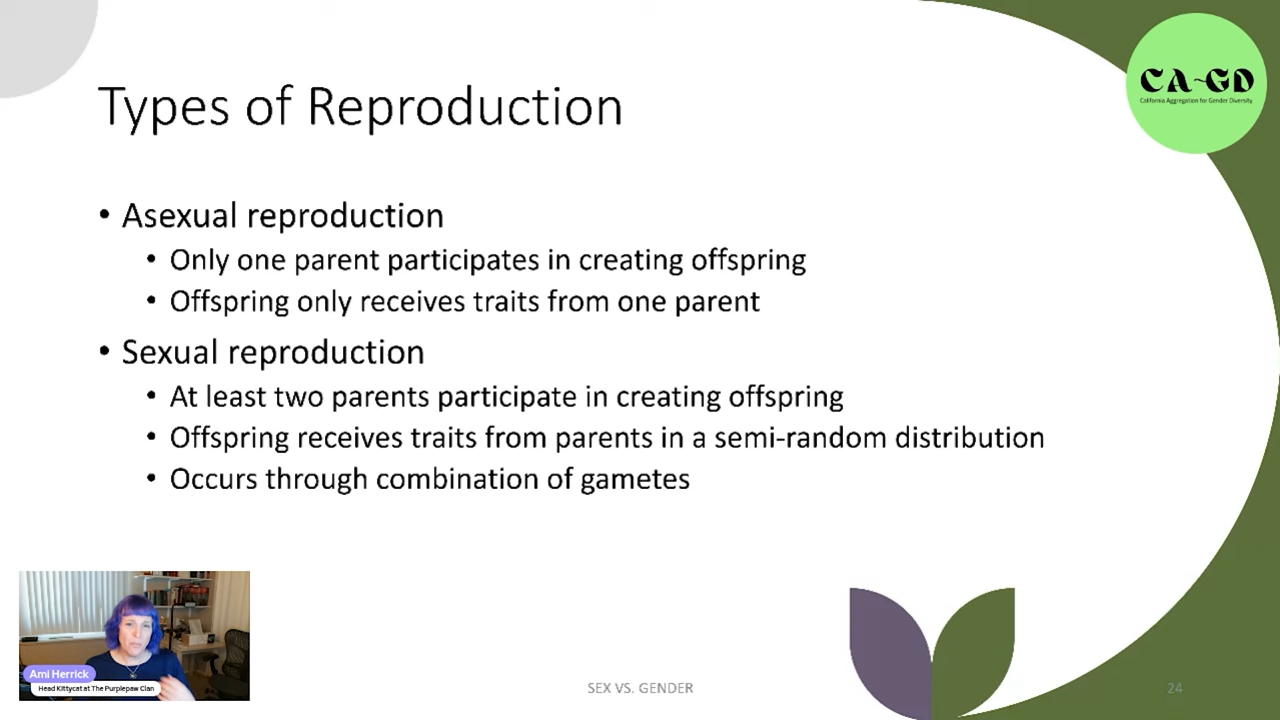 CA~GD
California Aggregation for Gender Diversity
Types of Reproduction
• Asexual reproduction
• Only one parent participates in creating offspring
• Offspring only receives traits from one parent
• Sexual reproduction
• At least two parents participate in creating offspring
• Offspring receives traits from parents in a semi-random distribution
• Occurs through combination of gametes
Ami Herrick
Head Kittycat at The Purplepaw Clan
SEX VS. GENDER
24